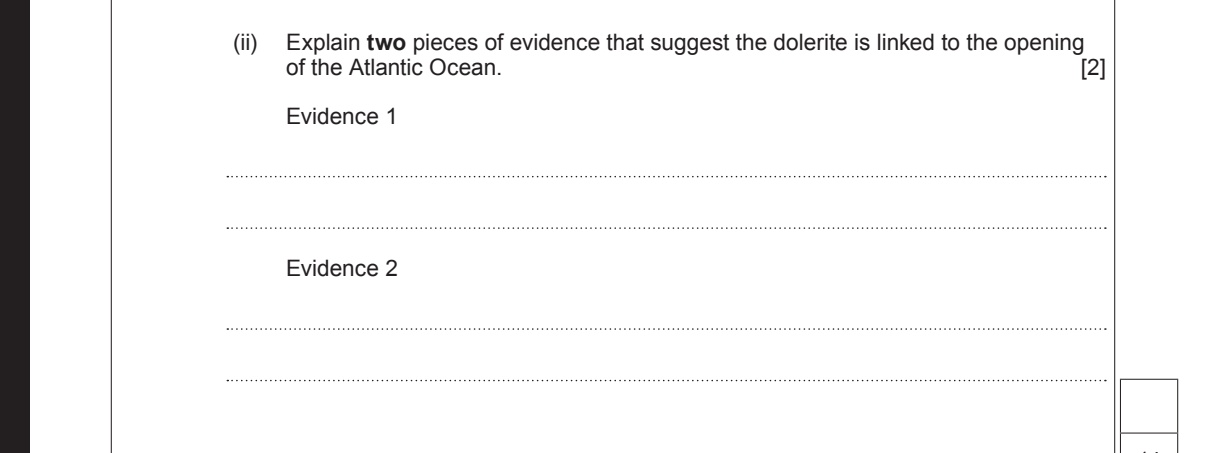 (ii) Explain two pieces of evidence that suggest the dolerite is linked to the opening
of the Atlantic Ocean. [2]
Evidence 1
Evidence 2